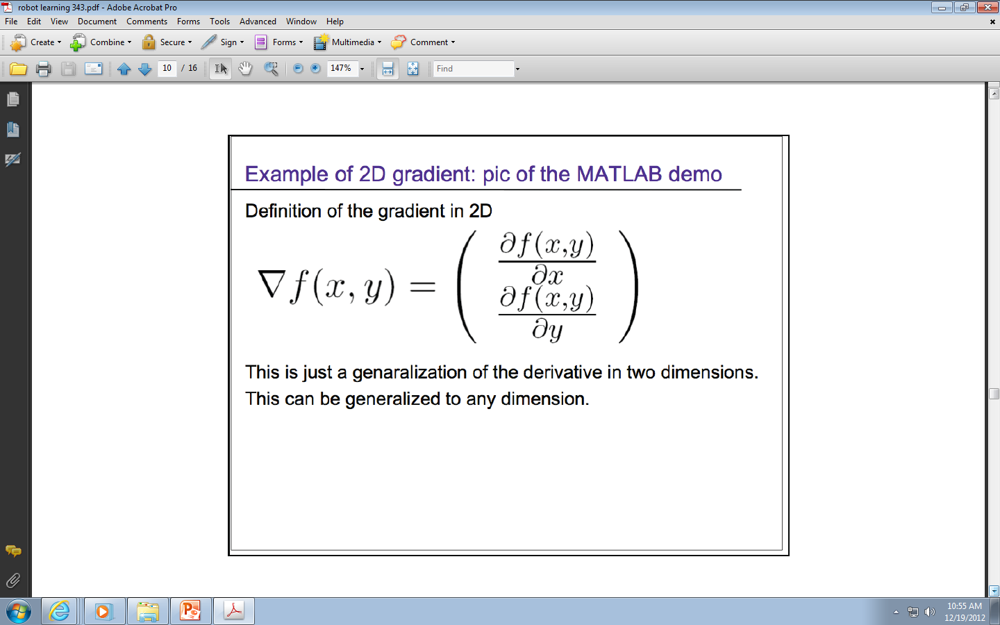 robot learning 343.pdf - Adobe Acrobat Pro
File Edit View Document Comments Forms Tools Advanced Window Help
Create Combine Secure Sign Forms Multimedia Comment
10 / 16 147% Find
Example of 2D gradient: pic of the MATLAB demo
Definition of the gradient in 2D
∇f(x, y) = ( ∂f(x,y)/∂x ∂f(x,y)/∂y )
This is just a genaralization of the derivative in two dimensions.
This can be generalized to any dimension.
10:55 AM
12/19/2012